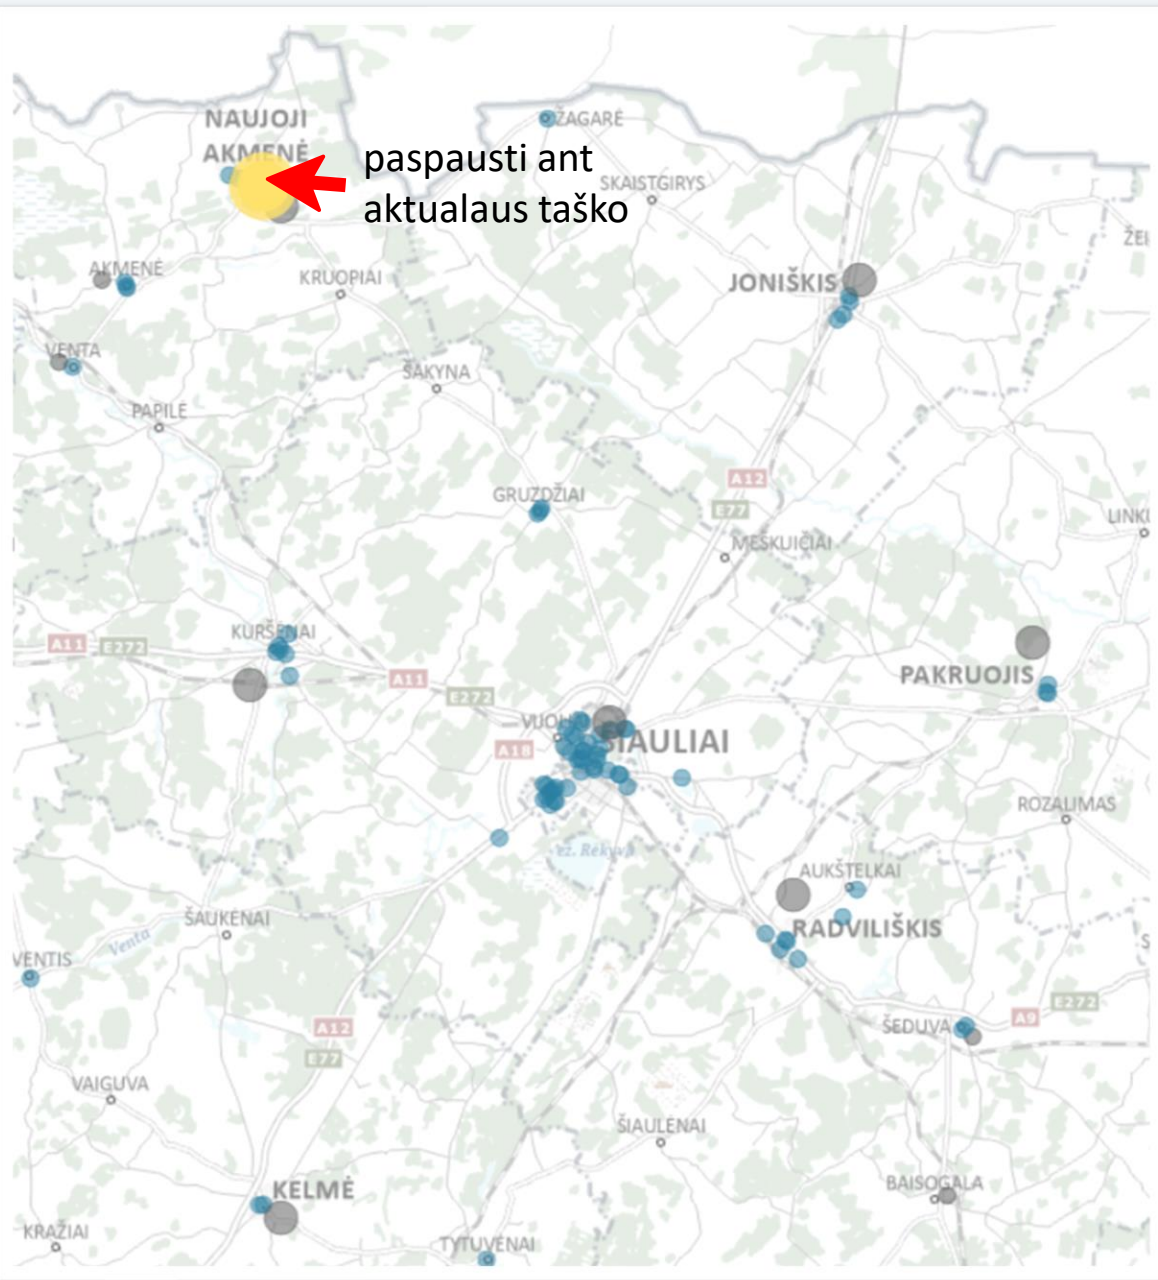 NAUJOJI
AKMENĖ
ŽAGARĖ
paspausti ant
aktualaus taško
SKAISTGIRYS
ŽEI
AKMENĖ
KRUOPIAI
JONIŠKIS
VENTA
ŠAKYNA
PAPILĖ
A12
GRUZDŽIAI
E77
LINKU
MEŠKUIČIAI
KURŠĖNAI
A11
E272
PAKRUOJIS
A11
E272
ŠIAULIAI
A18
ROZALIMAS
ež. Rėkyva
AUKŠTELKAI
ŠAUKĖNAI
RADVILIŠKIS
Venta
VENTIS
S
E272
A9
ŠEDUVA
A12
E77
VAIGUVA
ŠIAULĖNAI
KELMĖ
BAISOGALA
KRAŽIAI
TYTUVĖNAI